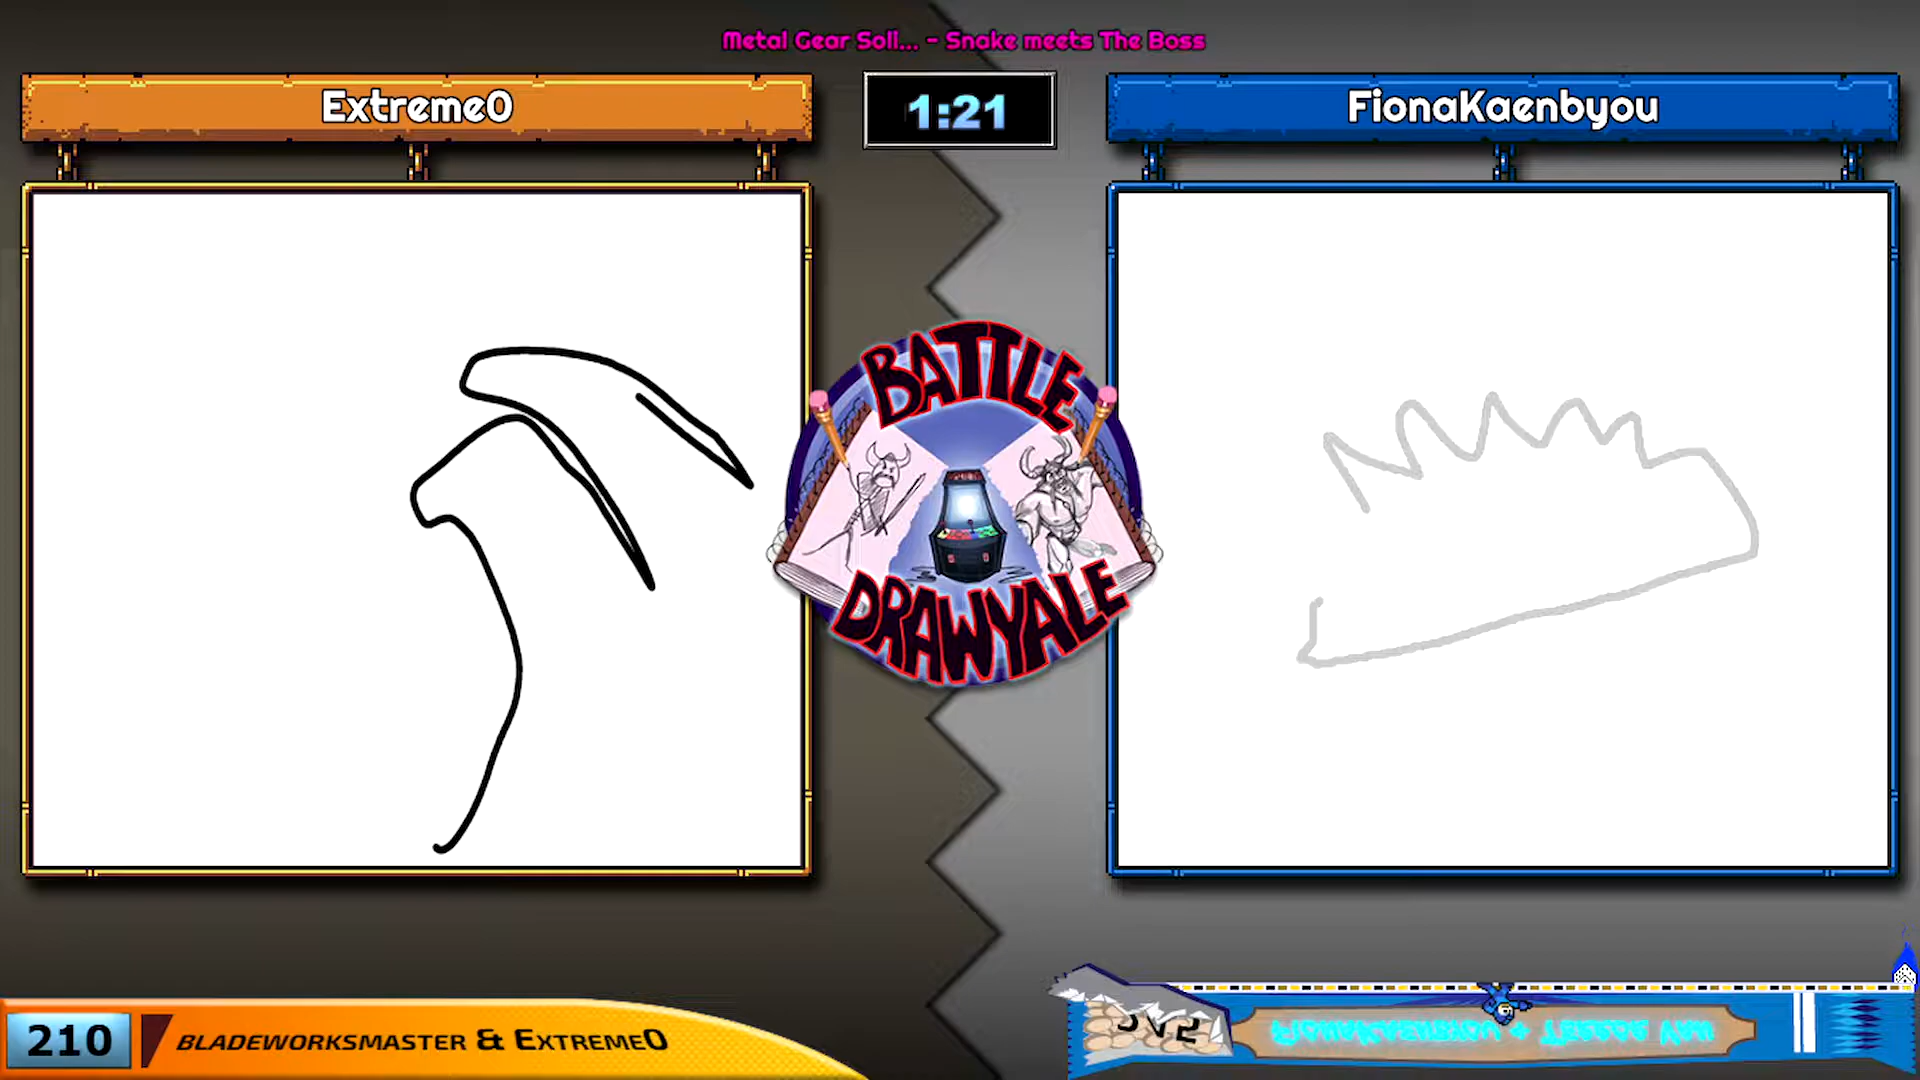 Metal Gear Soli... - Snake meets The Boss
Extreme0
1:21
FionaKaenbyou
BATTLE
DRAWYALE
210
BLADEWORKSMASTER & EXTREME0